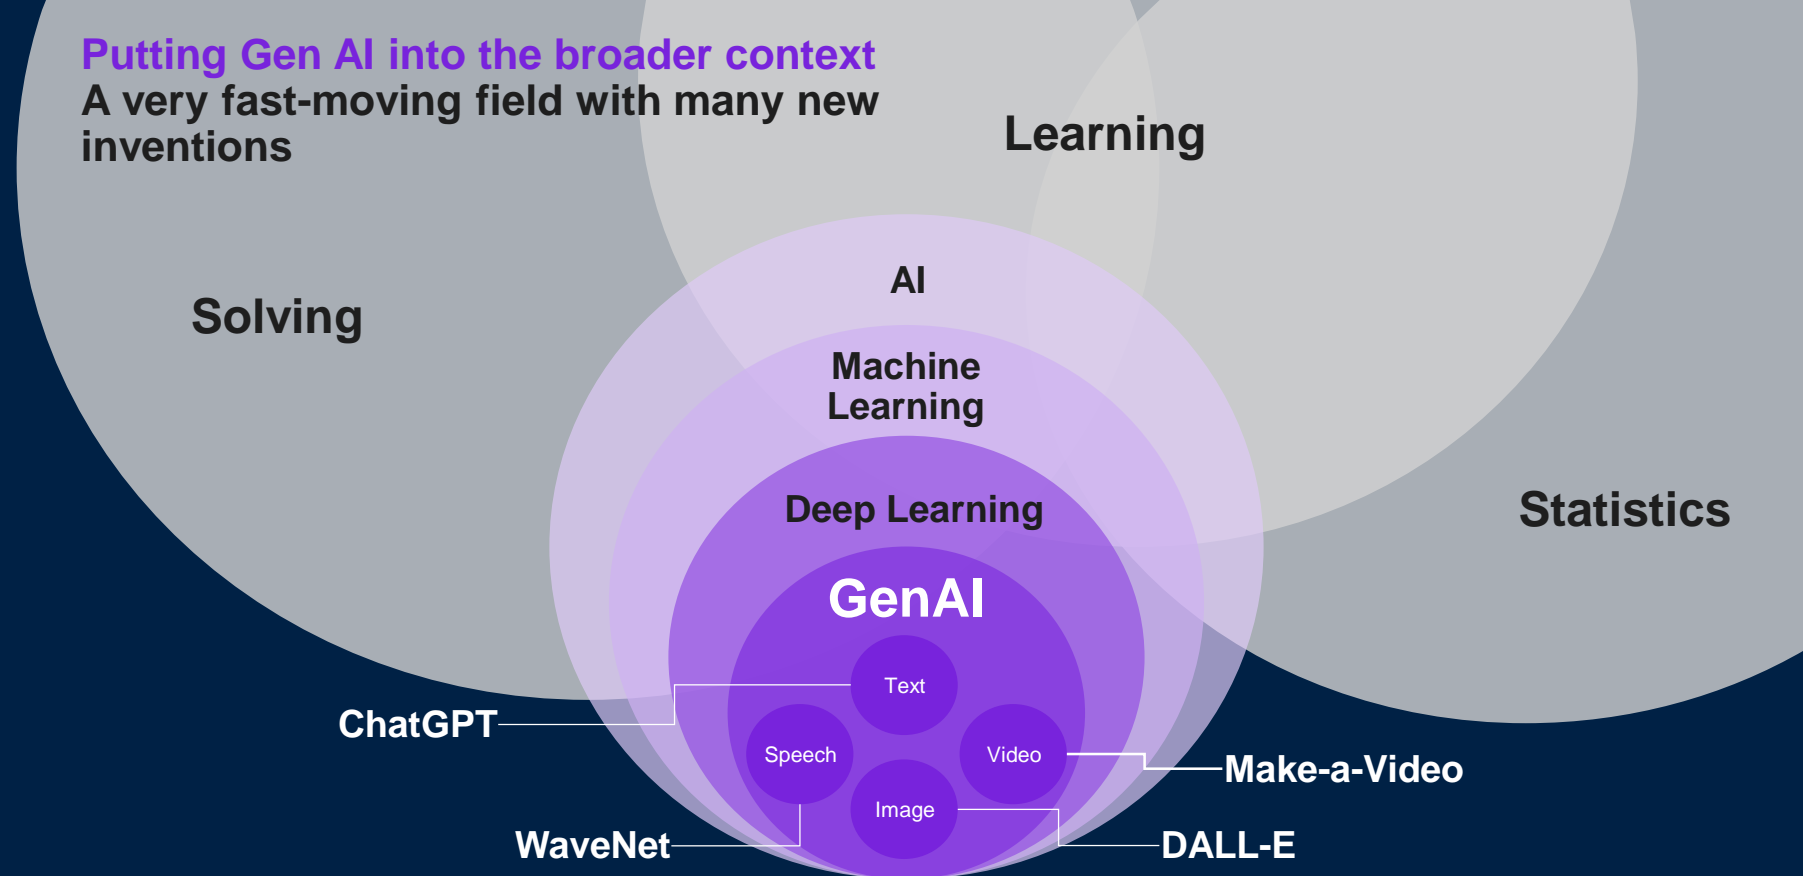 Putting Gen AI into the broader context
A very fast-moving field with many new
inventions
Learning
Solving
AI
Machine
Learning
Deep Learning
Statistics
GenAI
Text
ChatGPT
Speech
Video
Make-a-Video
Image
WaveNet
DALL-E